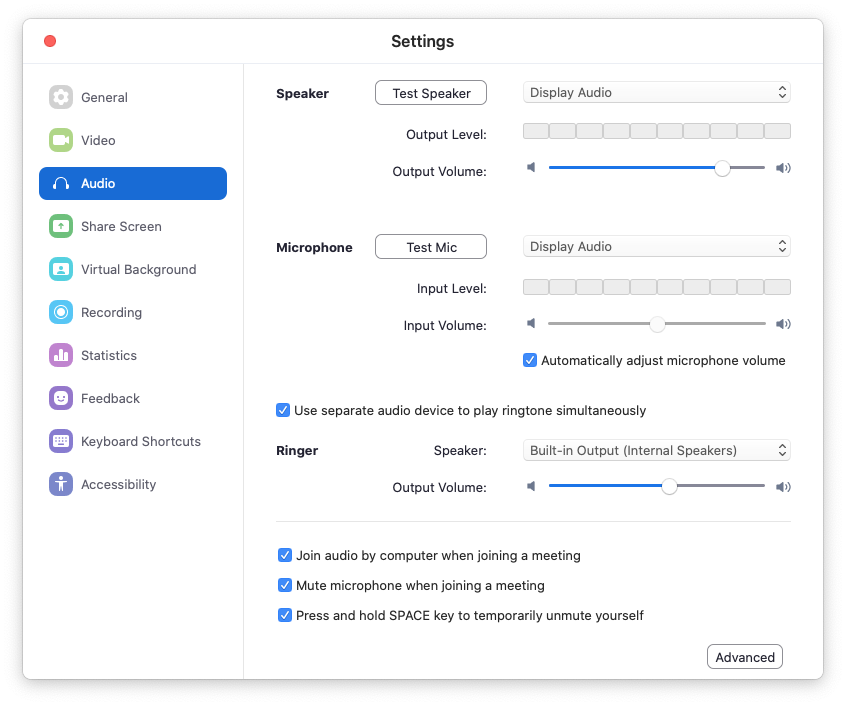 Settings
General
Video
Audio
Share Screen
Virtual Background
Recording
Statistics
Feedback
Keyboard Shortcuts
Accessibility
Speaker Test Speaker Display Audio
Output Level:
Output Volume:
Microphone Test Mic Display Audio
Input Level:
Input Volume:
Automatically adjust microphone volume
Use separate audio device to play ringtone simultaneously
Ringer Speaker: Built-in Output (Internal Speakers)
Output Volume:
Join audio by computer when joining a meeting
Mute microphone when joining a meeting
Press and hold SPACE key to temporarily unmute yourself
Advanced